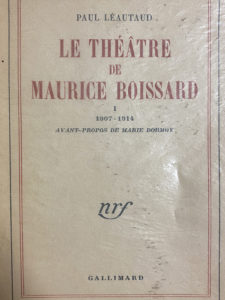 PAUL LÉAUTAUD
LE THÉÂTRE
DE
MAURICE BOISSARD
I
1907-1914
AVANT-PROPOS DE MARIE DORMOY
nrf
GALLIMARD